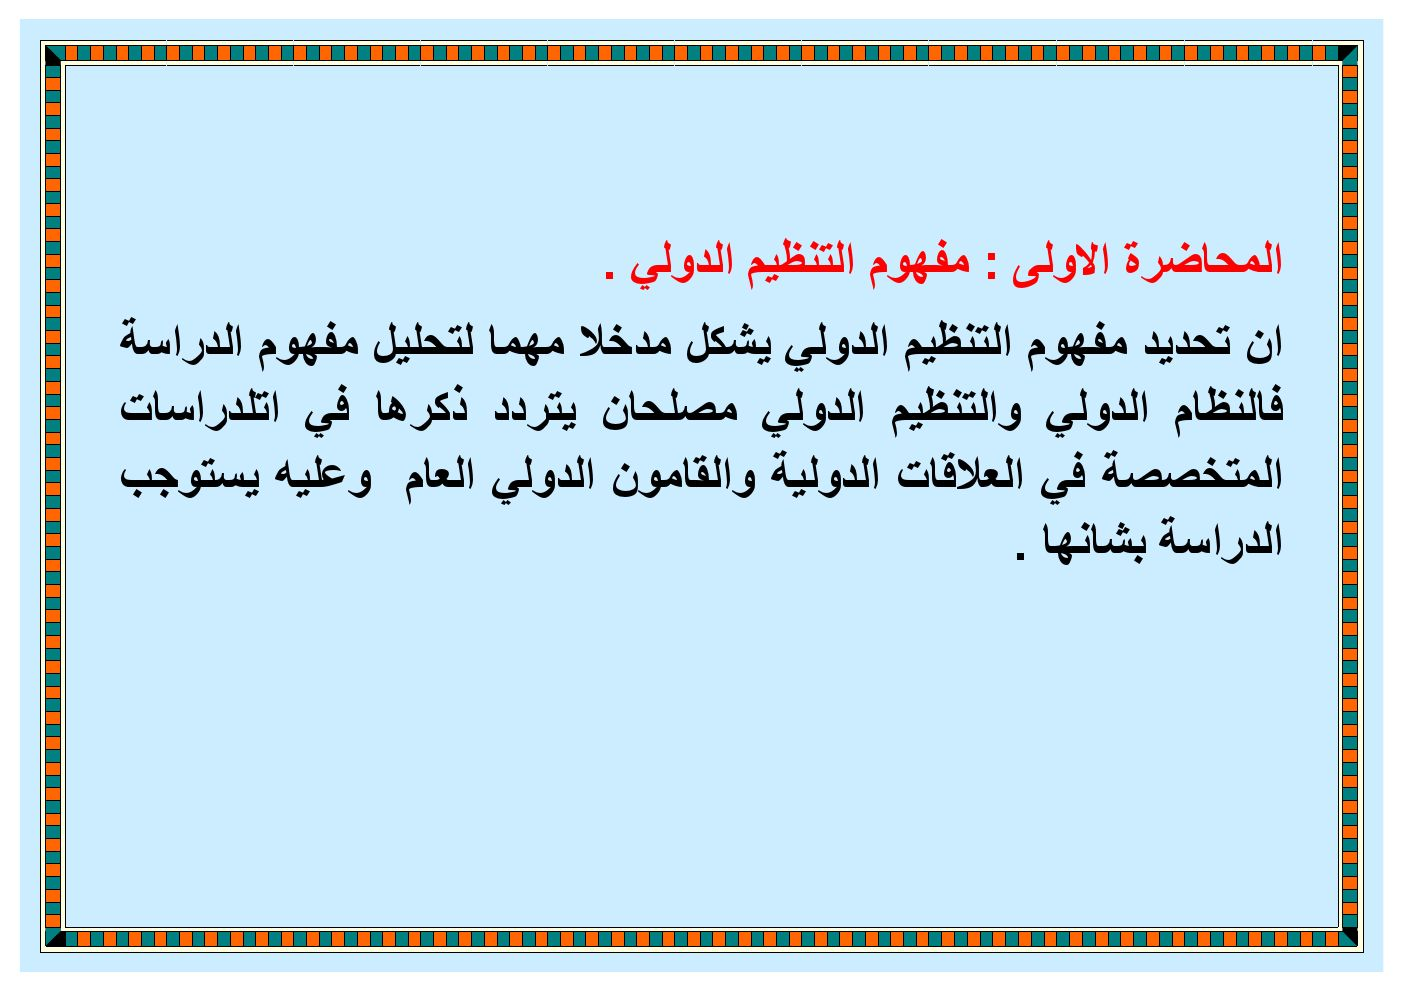 المحاضرة الاولى : مفهوم التنظيم الدولي .
ان تحديد مفهوم التنظيم الدولي يشكل مدخلا مهما لتحليل مفهوم الدراسة
فالنظام الدولي والتنظيم الدولي مصلحان يتردد ذكرها في اتلدراسات
المتخصصة في العلاقات الدولية والقامون الدولي العام وعليه يستوجب
الدراسة بشانها .